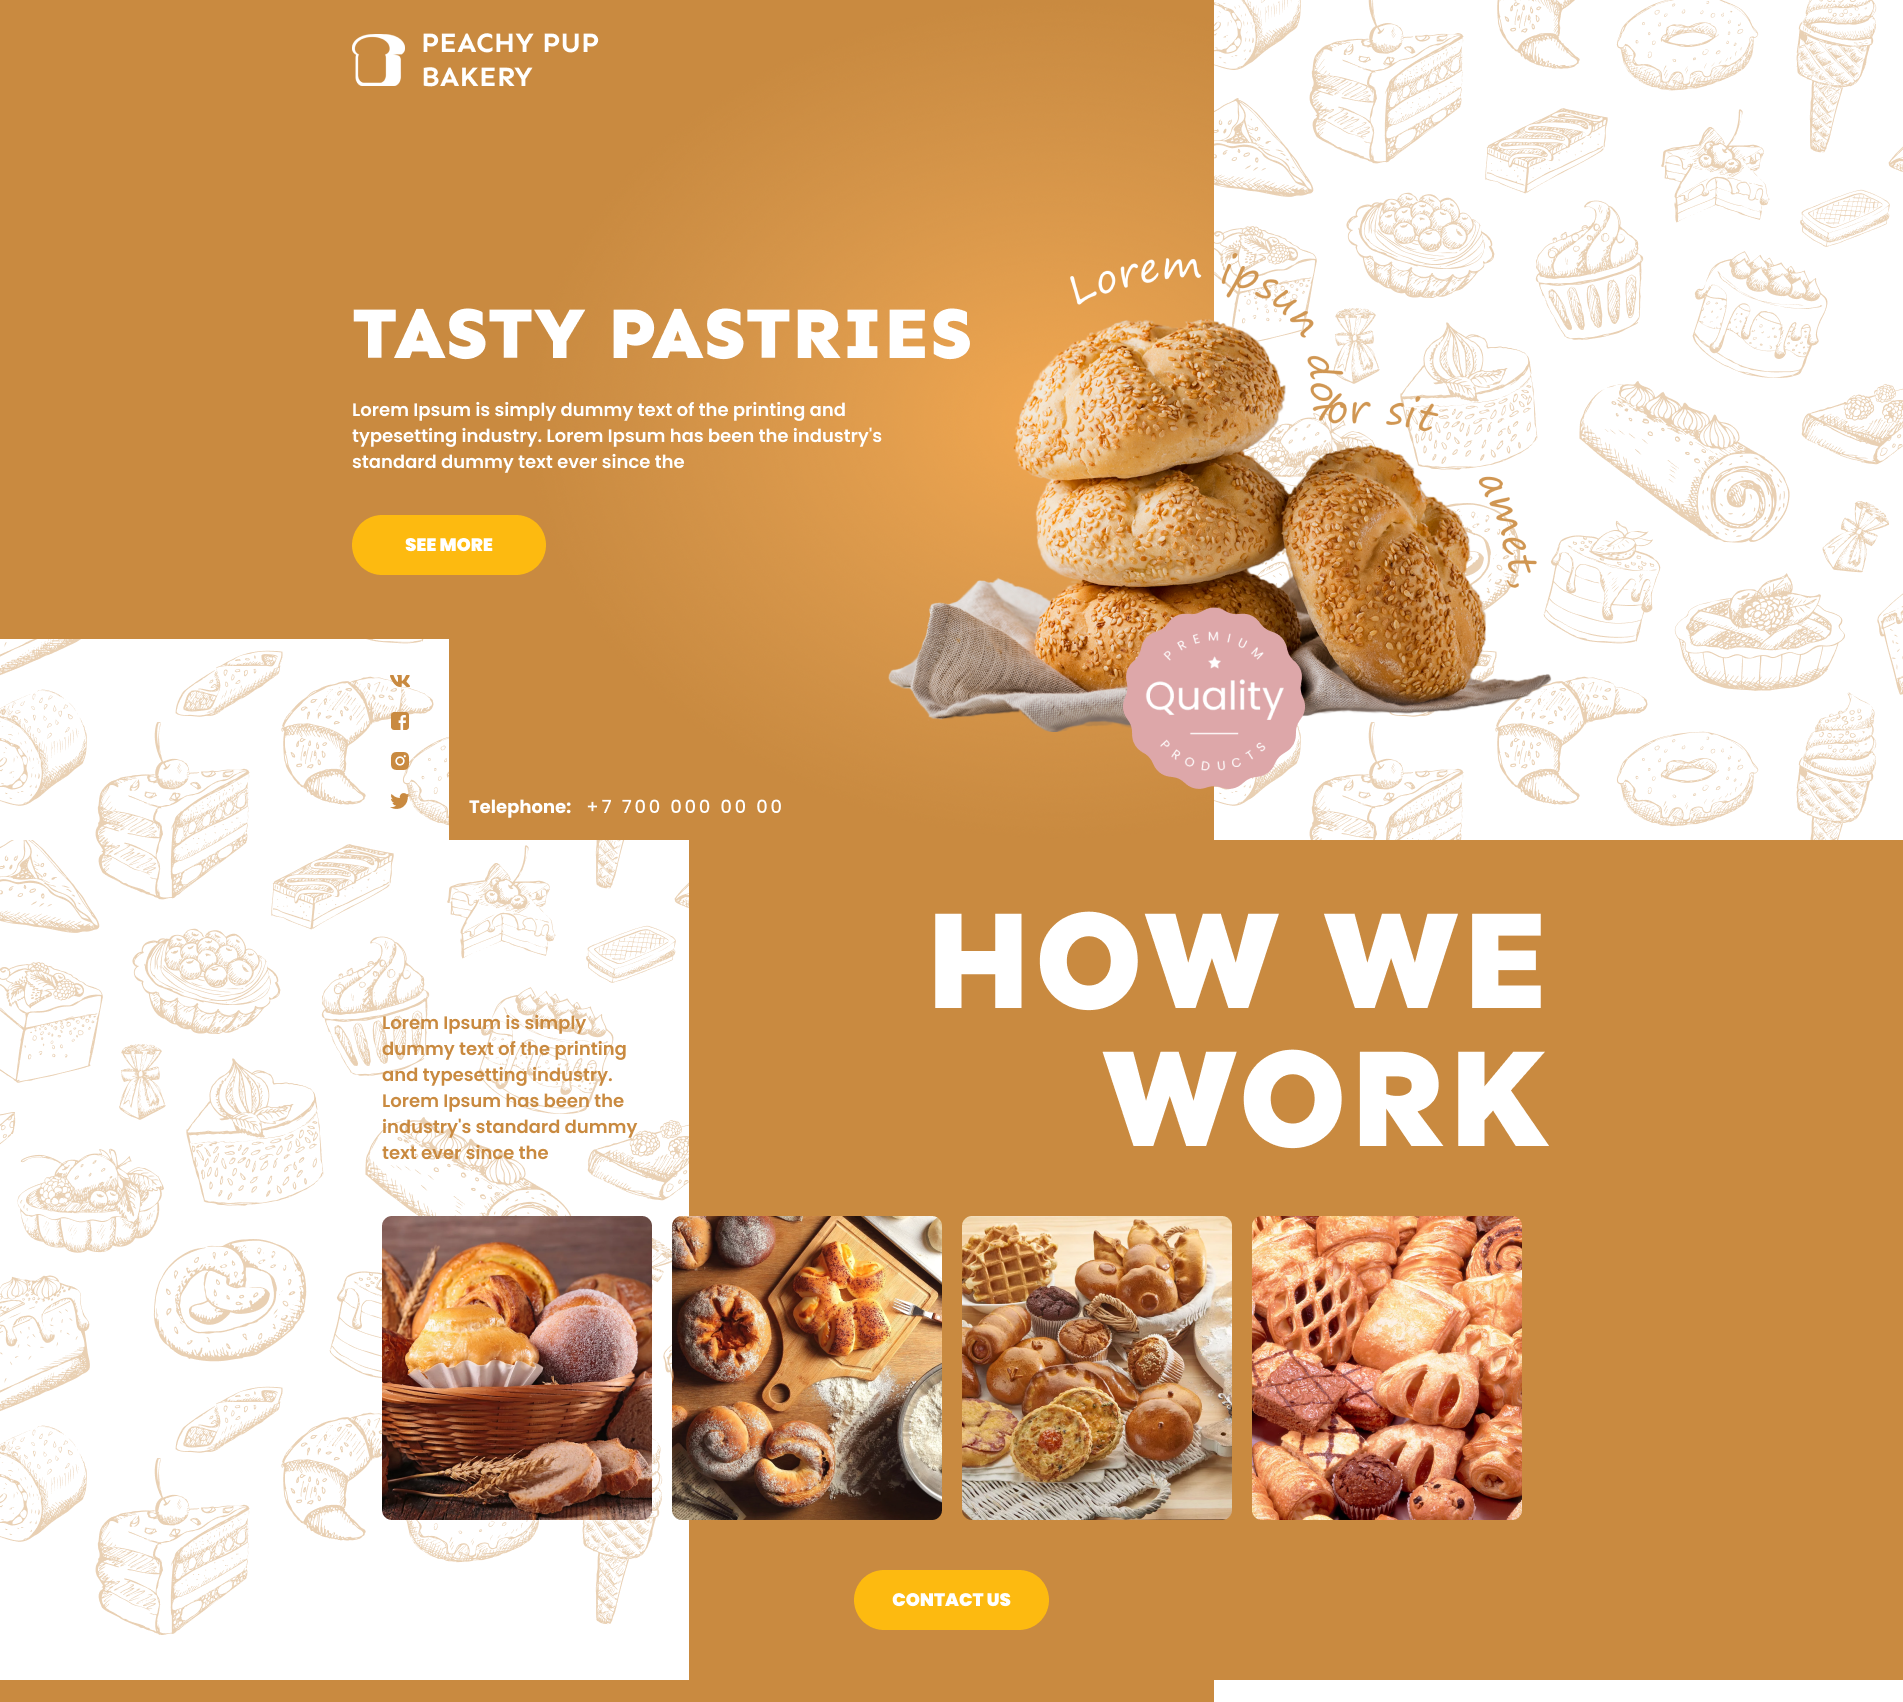 PEACHY PUP
BAKERY
Lorem ipsum dolor sit amet,
TASTY PASTRIES
Lorem Ipsum is simply dummy text of the printing and
typesetting industry. Lorem Ipsum has been the industry's
standard dummy text ever since the
SEE MORE
PREMIUM
Quality
PRODUCTS
Telephone: +7 700 000 00 00
HOW WE
WORK
Lorem Ipsum is simply
dummy text of the printing
and typesetting industry.
Lorem Ipsum has been the
industry's standard dummy
text ever since the
CONTACT US